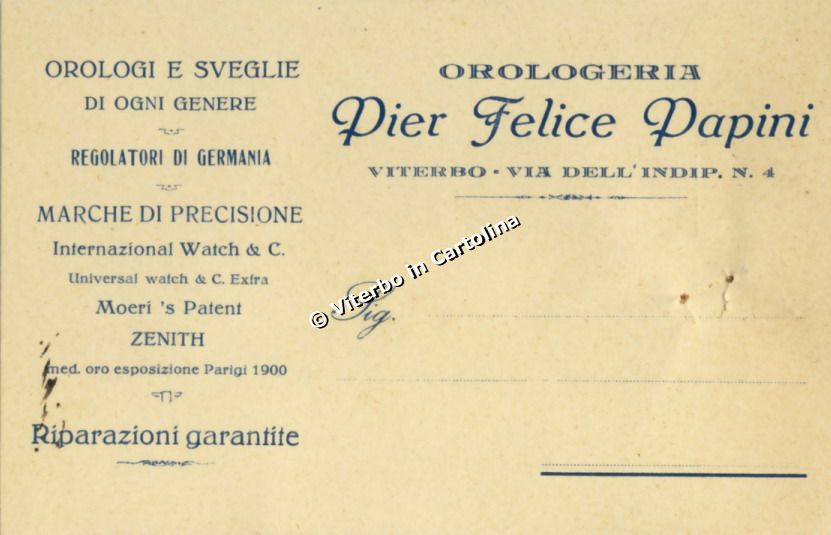 OROLOGI E SVEGLIE
DI OGNI GENERE
REGOLATORI DI GERMANIA
MARCHE DI PRECISIONE
Internazional Watch & C.
Universal watch & C. Extra
Moeri 's Patent
ZENITH
med. oro esposizione Parigi 1900
Riparazioni garantite
OROLOGERIA
Pier Felice Papini
VITERBO - VIA DELL' INDIP. N. 4
© Viterbo in Cartolina
Sig.